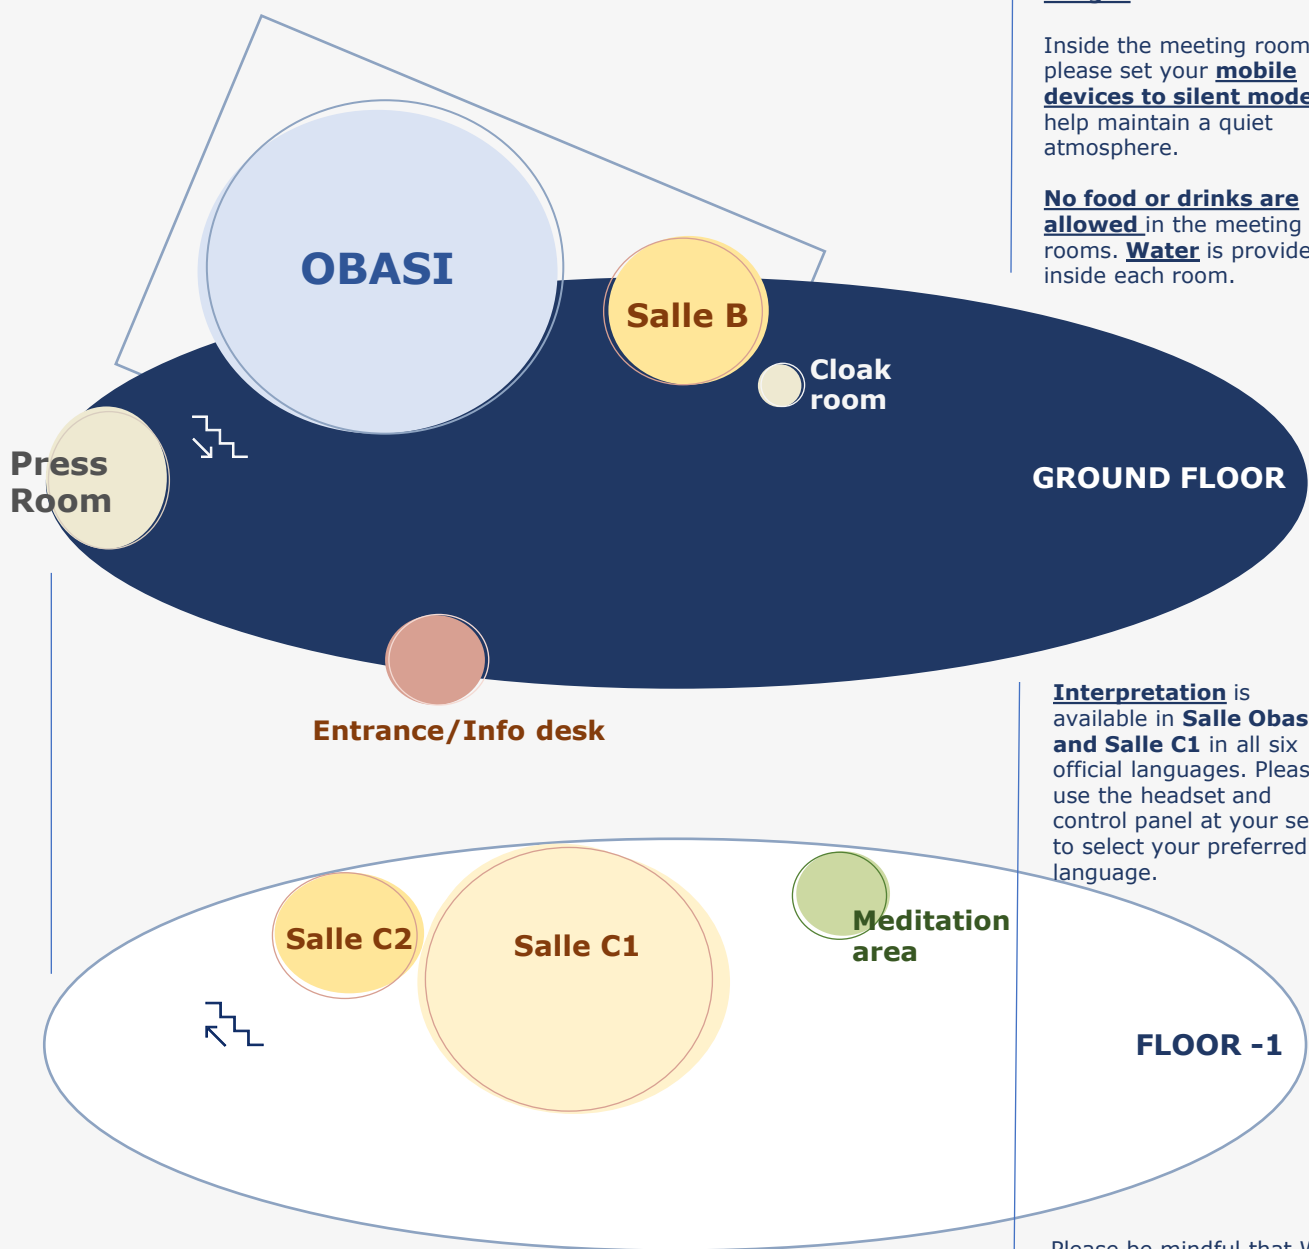 Inside the meeting room
please set your mobile
devices to silent mode
help maintain a quiet
atmosphere.
No food or drinks are
allowed in the meeting
rooms. Water is provide
inside each room.
OBASI
Salle B
Cloak
room
Press
Room
GROUND FLOOR
Entrance/Info desk
Interpretation is
available in Salle Obas
and Salle C1 in all six
official languages. Pleas
use the headset and
control panel at your se
to select your preferred
language.
Salle C2
Salle C1
Meditation
area
FLOOR -1
Please be mindful that W